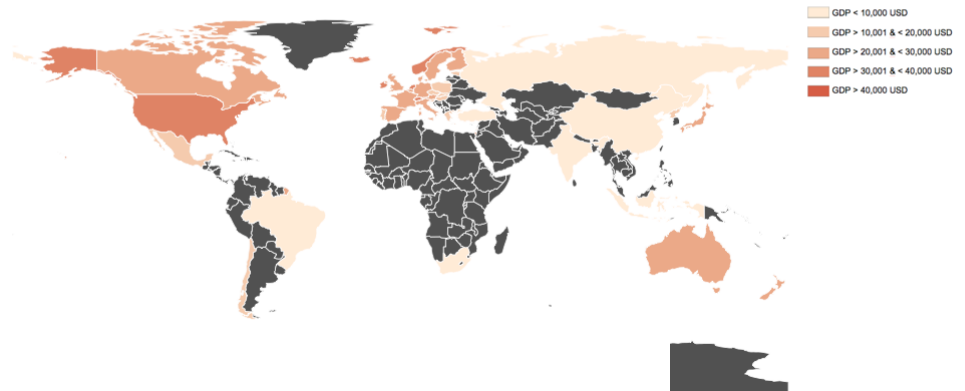 GDP < 10,000 USD
GDP > 10,001 & < 20,000 USD
GDP > 20,001 & < 30,000 USD
GDP > 30,001 & < 40,000 USD
GDP > 40,000 USD